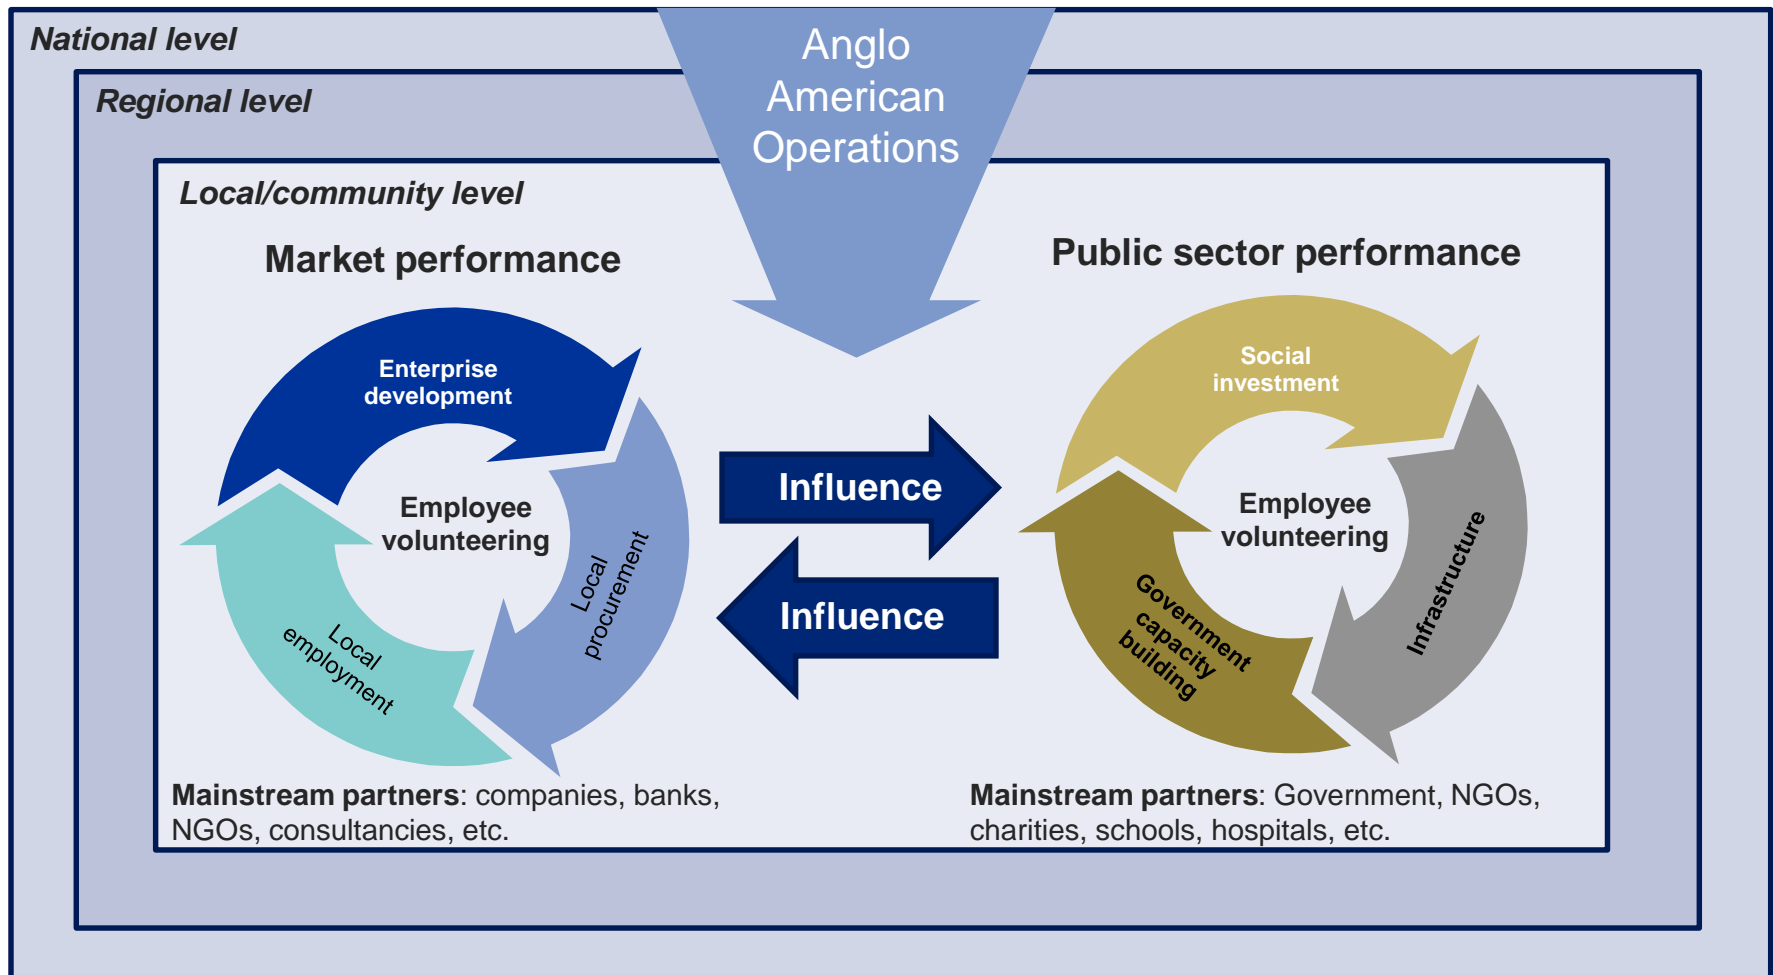 National level
Anglo
American
Operations
Regional level
Local/community level
Market performance
Enterprise
development
Employee
volunteering
Local
procurement
Local
employment
Mainstream partners: companies, banks,
NGOs, consultancies, etc.
Influence
Influence
Public sector performance
Social
investment
Employee
volunteering
Infrastructure
Government
capacity
building
Mainstream partners: Government, NGOs,
charities, schools, hospitals, etc.